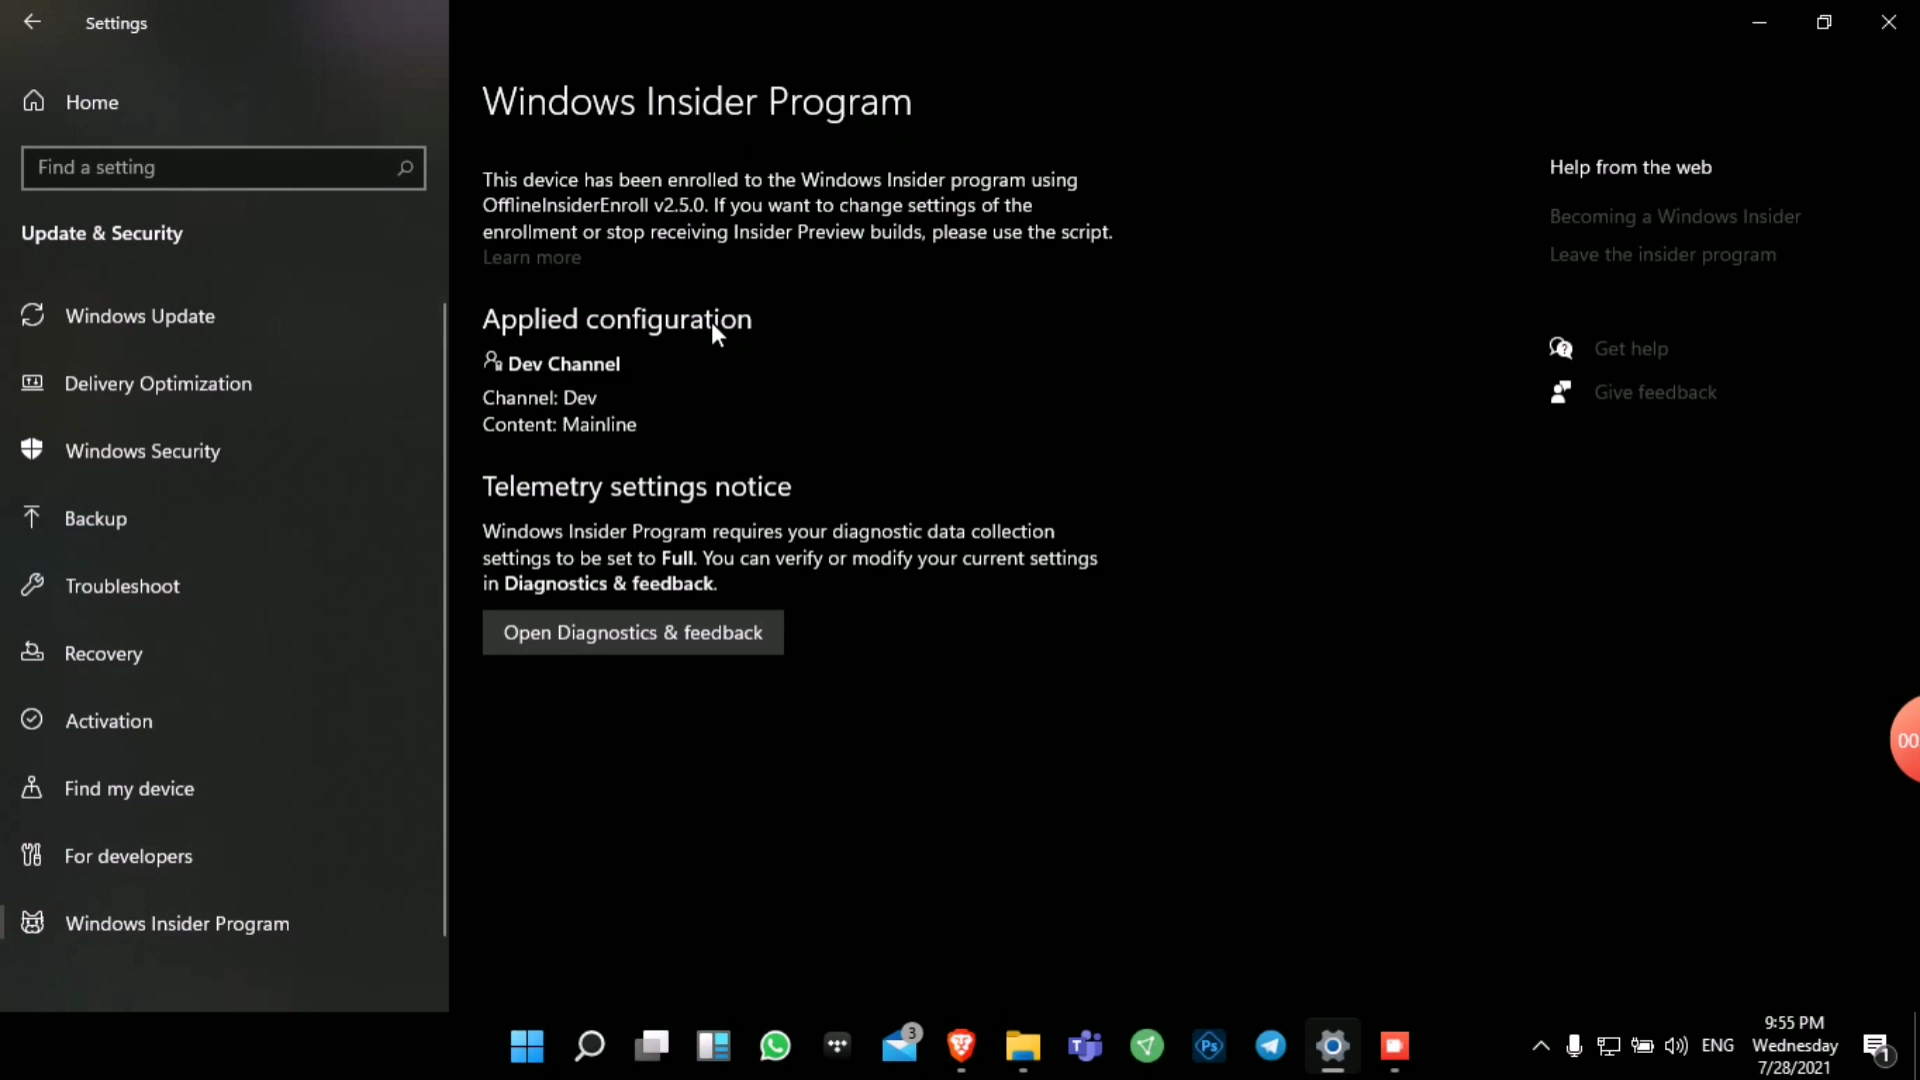 Settings
Home
Find a setting
Update & Security
Windows Update
Delivery Optimization
Windows Security
Backup
Troubleshoot
Recovery
Activation
Find my device
For developers
Windows Insider Program
Windows Insider Program
This device has been enrolled to the Windows Insider program using
OfflineInsiderEnroll v2.5.0. If you want to change settings of the
enrollment or stop receiving Insider Preview builds, please use the script.
Learn more
Applied configuration
Dev Channel
Channel: Dev
Content: Mainline
Telemetry settings notice
Windows Insider Program requires your diagnostic data collection
settings to be set to Full. You can verify or modify your current settings
in Diagnostics & feedback.
Open Diagnostics & feedback
Help from the web
Becoming a Windows Insider
Leave the insider program
Get help
Give feedback
00
3
T
Ps
ENG
9:55 PM
Wednesday
7/28/2021
1